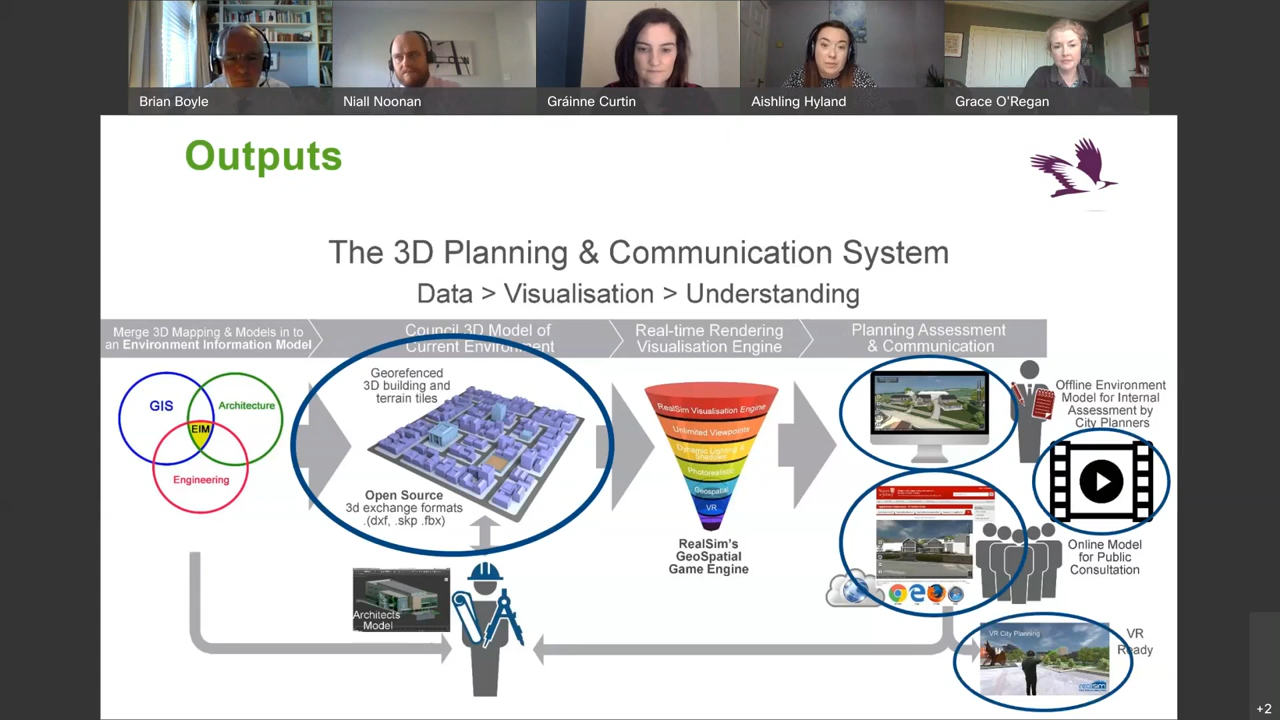 Brian Boyle
Niall Noonan
Gráinne Curtin
Aishling Hyland
Grace O'Regan
Outputs
The 3D Planning & Communication System
Data > Visualisation > Understanding
Merge 3D Mapping & Models in to
an Environment Information Model
Council 3D Model of
Current Environment
Real-time Rendering
Visualisation Engine
Planning Assessment
& Communication
GIS
Architecture
EIM
Engineering
Georefenced
3D building and
terrain tiles
Open Source
3d exchange formats
.(dxf, .skp .fbx)
RealSim Visualisation Engine
Unlimited Viewpoints
Dynamic Lighting &
Shadows
Photorealistic
Geospatial
VR
RealSim's
GeoSpatial
Game Engine
Offline Environment
Model for Internal
Assessment by
City Planners
Online Model
for Public
Consultation
Architects
Model
VR City Planning
realsim
VR
Ready
+2